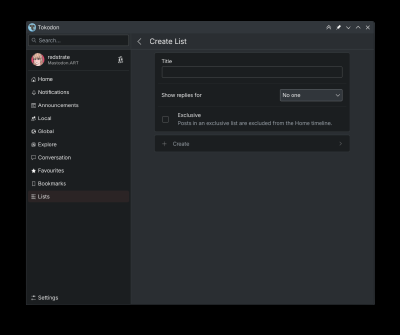 Tokodon
Search...
Create List
redstrate
Mastodon.ART
Home
Notifications
Announcements
Local
Global
Explore
Conversation
Favourites
Bookmarks
Lists
Settings
Title
Show replies for
No one
Exclusive
Posts in an exclusive list are excluded from the Home timeline.
Create